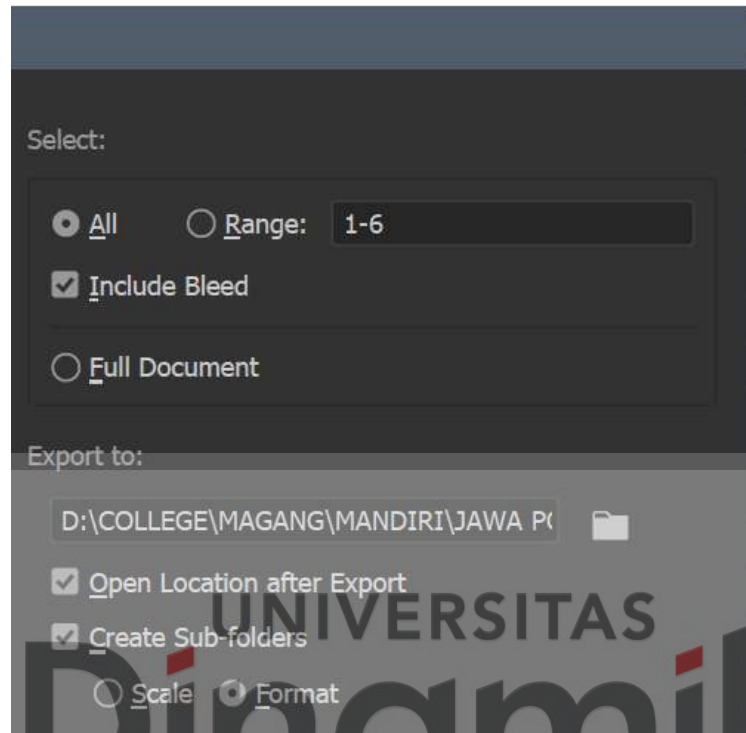 Select:
All Range: 1-6
Include Bleed
Full Document
Export to:
D:\COLLEGE\MAGANG\MANDIRI\JAWA P
Open Location after Export
UNIVERSITAS
Create Sub-folders
Scale Format